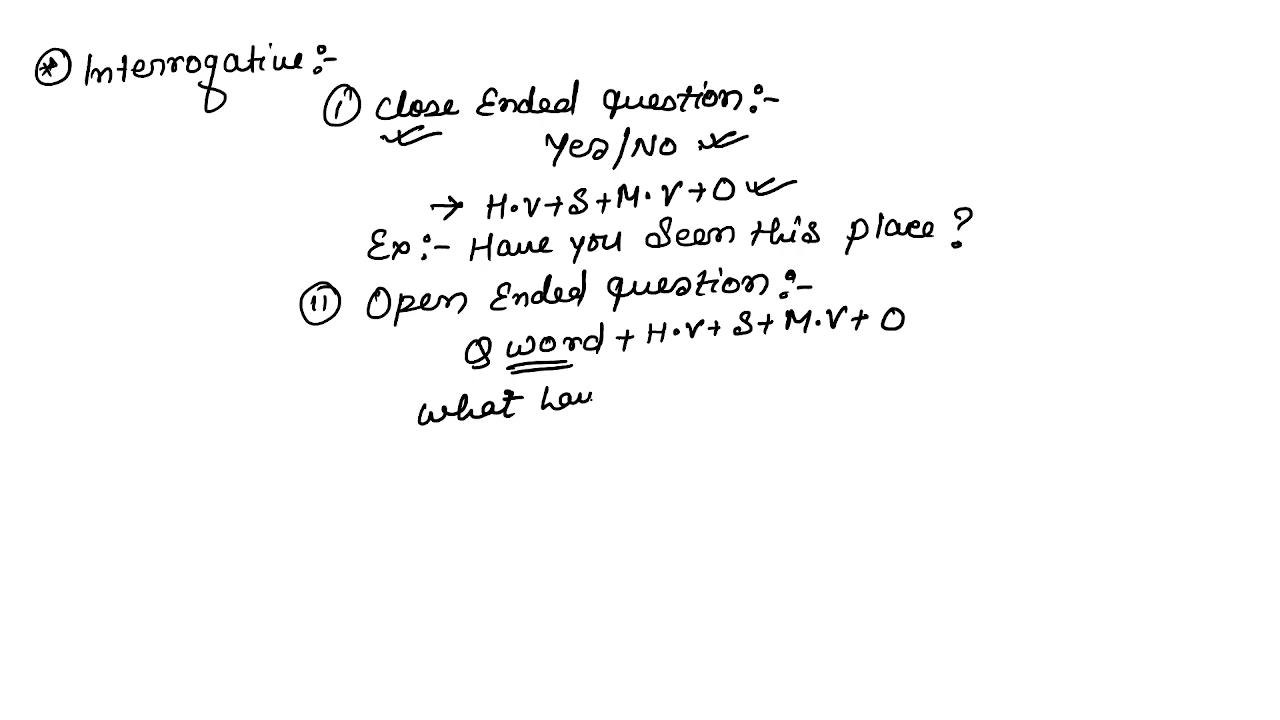 * Interrogative :-
(i) Close Ended question :-
Yes/No
→ H.V + S + M.V + O
Ex :- Have you seen this place ?
(ii) Open Ended question :-
Q word + H.V + S + M.V + O
what hav